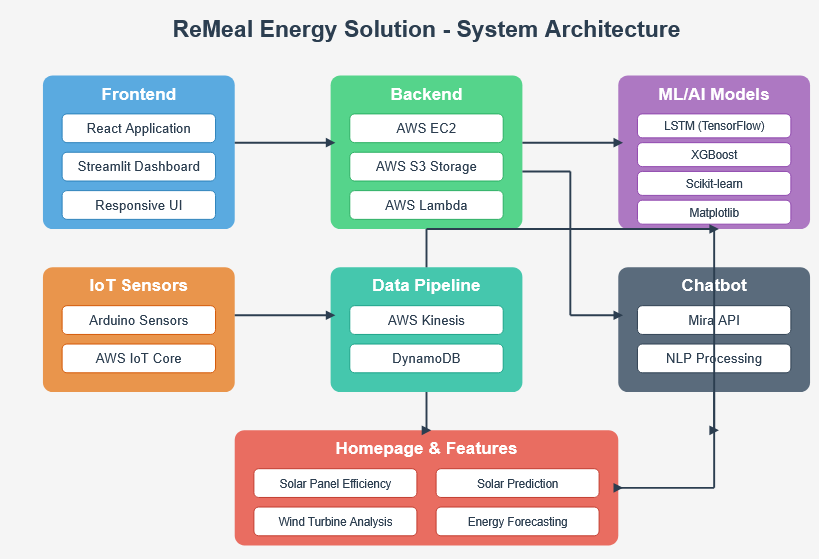 ReMeal Energy Solution - System Architecture
Frontend
React Application
Streamlit Dashboard
Responsive UI
Backend
AWS EC2
AWS S3 Storage
AWS Lambda
ML/AI Models
LSTM (TensorFlow)
XGBoost
Scikit-learn
Matplotlib
IoT Sensors
Arduino Sensors
AWS IoT Core
Data Pipeline
AWS Kinesis
DynamoDB
Chatbot
Mira API
NLP Processing
Homepage & Features
Solar Panel Efficiency
Solar Prediction
Wind Turbine Analysis
Energy Forecasting